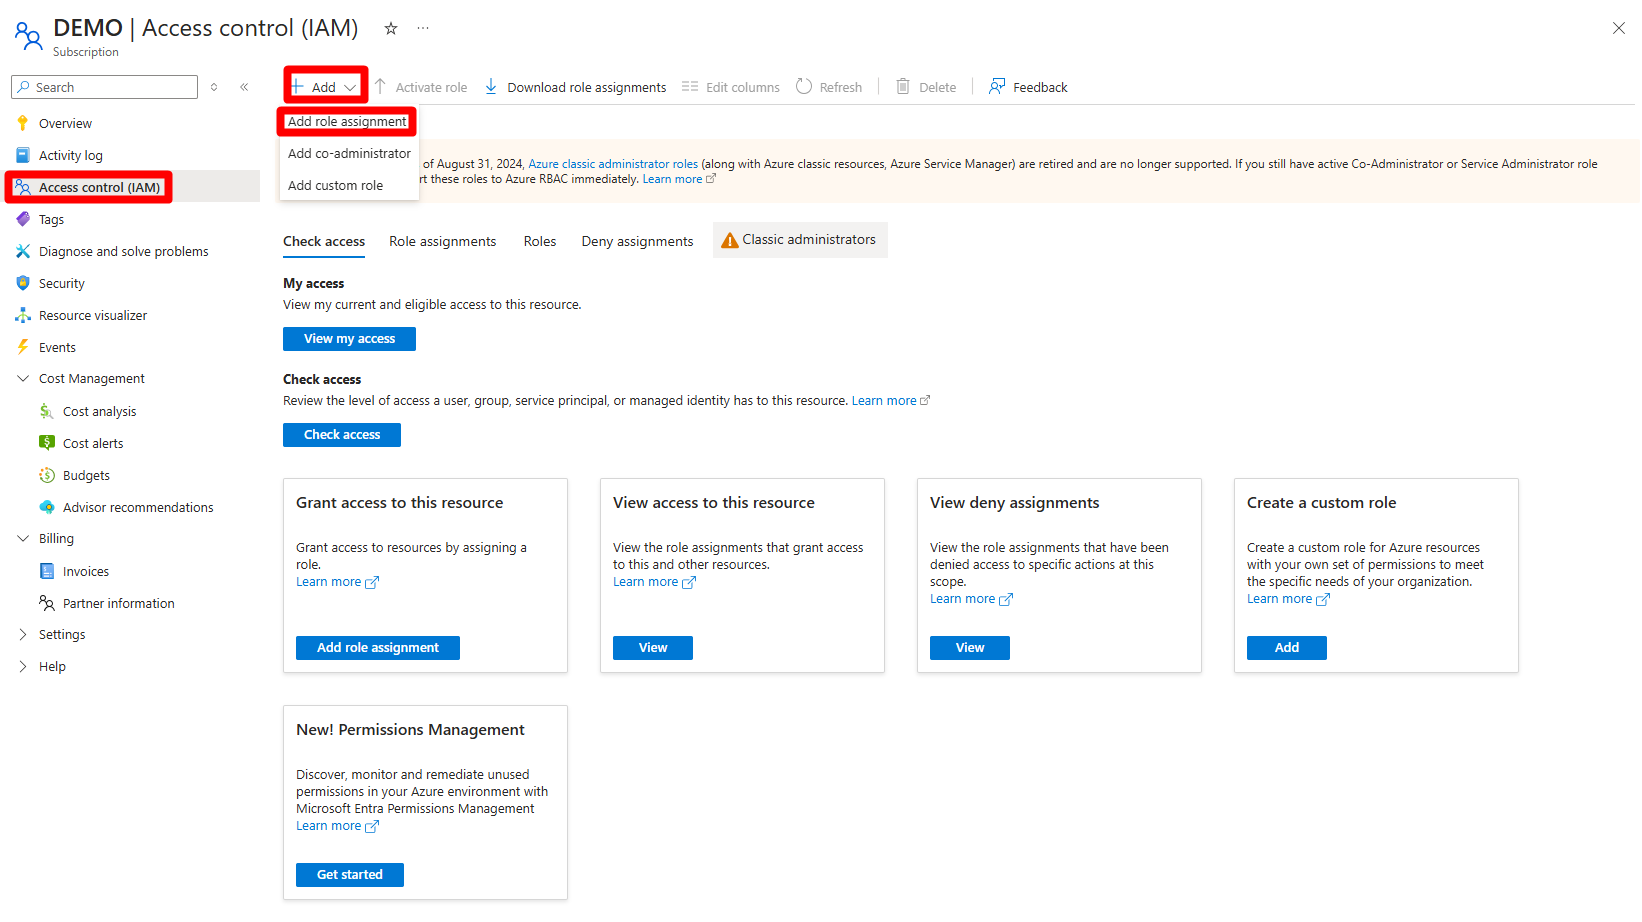 DEMO | Access control (IAM)
Subscription
Search
Overview
Activity log
Access control (IAM)
Tags
Diagnose and solve problems
Security
Resource visualizer
Events
Cost Management
Cost analysis
Cost alerts
Budgets
Advisor recommendations
Billing
Invoices
Partner information
Settings
Help
Add
Activate role
Download role assignments
Edit columns
Refresh
Delete
Feedback
Add role assignment
Add co-administrator
Add custom role
of August 31, 2024, Azure classic administrator roles (along with Azure classic resources, Azure Service Manager) are retired and are no longer supported. If you still have active Co-Administrator or Service Administrator role
rt these roles to Azure RBAC immediately. Learn more
Check access
Role assignments
Roles
Deny assignments
Classic administrators
My access
View my current and eligible access to this resource.
View my access
Check access
Review the level of access a user, group, service principal, or managed identity has to this resource. Learn more
Check access
Grant access to this resource
Grant access to resources by assigning a
role.
Learn more
Add role assignment
View access to this resource
View the role assignments that grant access
to this and other resources.
Learn more
View
View deny assignments
View the role assignments that have been
denied access to specific actions at this
scope.
Learn more
View
Create a custom role
Create a custom role for Azure resources
with your own set of permissions to meet
the specific needs of your organization.
Learn more
Add
New! Permissions Management
Discover, monitor and remediate unused
permissions in your Azure environment with
Microsoft Entra Permissions Management
Learn more
Get started